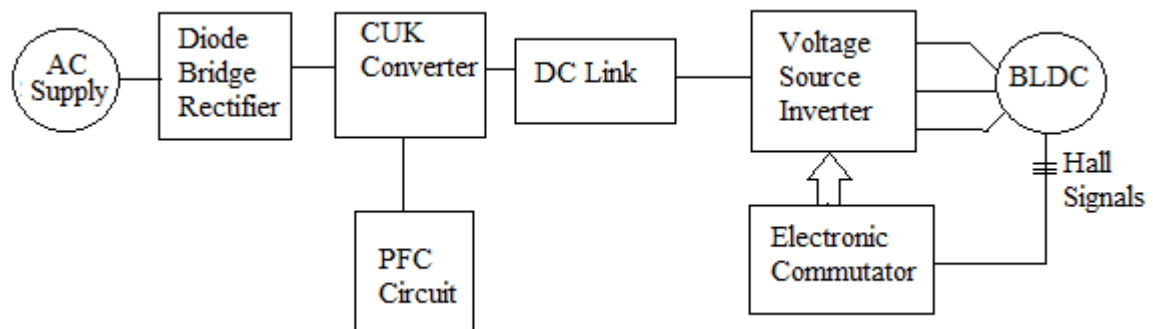 AC
Supply
Diode
Bridge
Rectifier
CUK
Converter
DC Link
Voltage
Source
Inverter
BLDC
Hall
Signals
PFC
Circuit
Electronic
Commutator